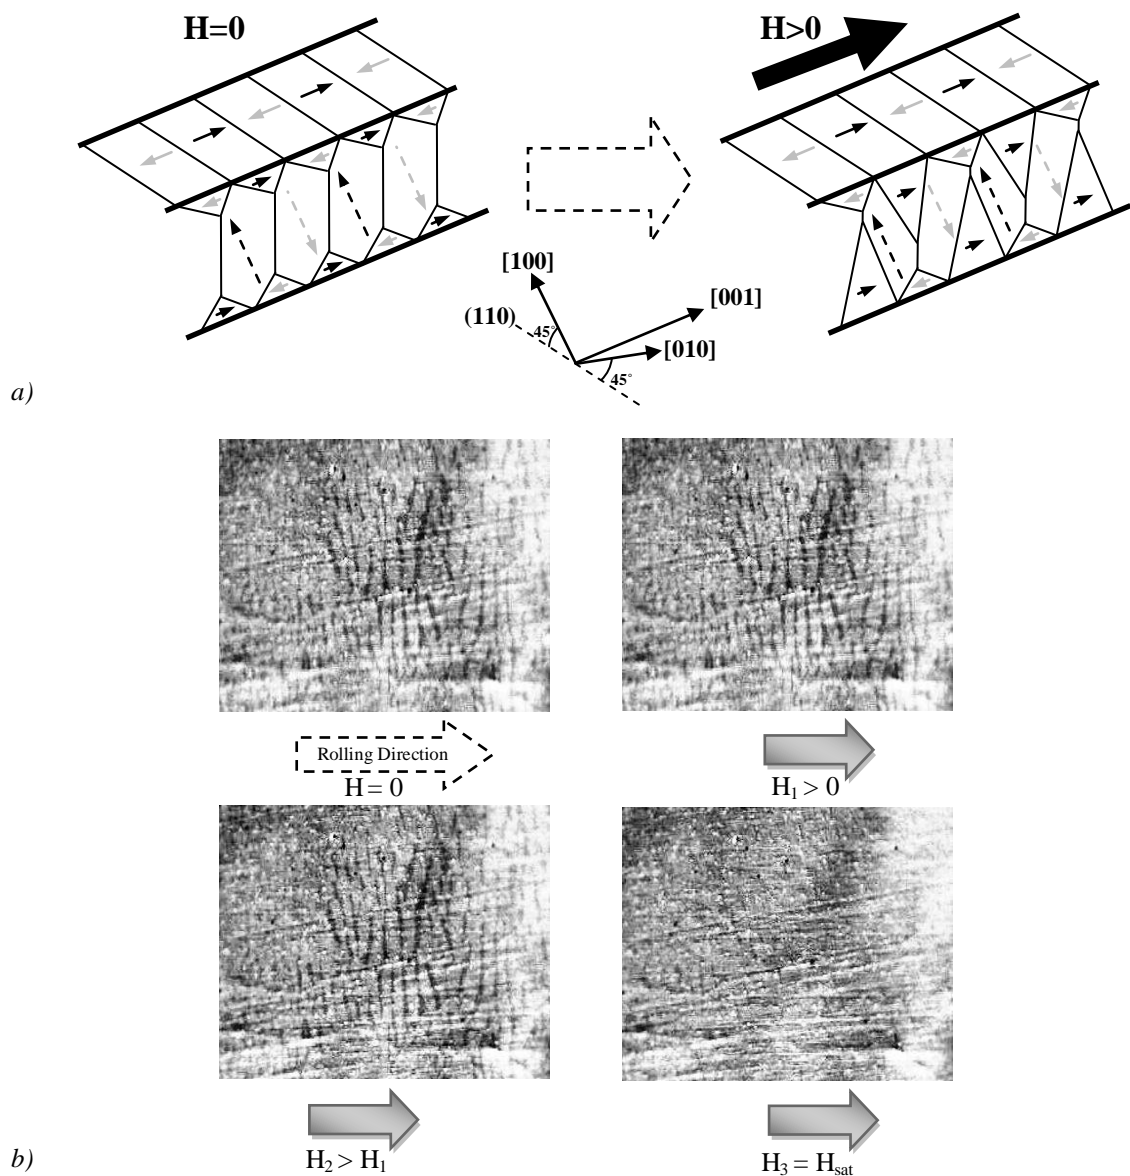 H=0
H>0
[100]
[001]
(110)
45°
[010]
45°
a)
Rolling Direction
H = 0
H₁ > 0
H₂ > H₁
H₃ = Hsat
b)